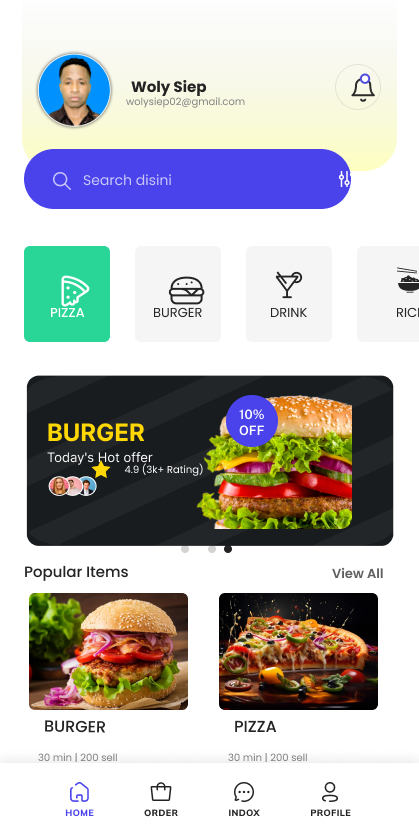 Woly Siep
wolysiep02@gmail.com
Search disini
PIZZA
BURGER
DRINK
RIC
10%
OFF
BURGER
Today's Hot offer
4.9 (3k+ Rating)
Popular Items
View All
BURGER
PIZZA
30 min | 200 sell
30 min | 200 sell
HOME
ORDER
INDOX
PROFILE